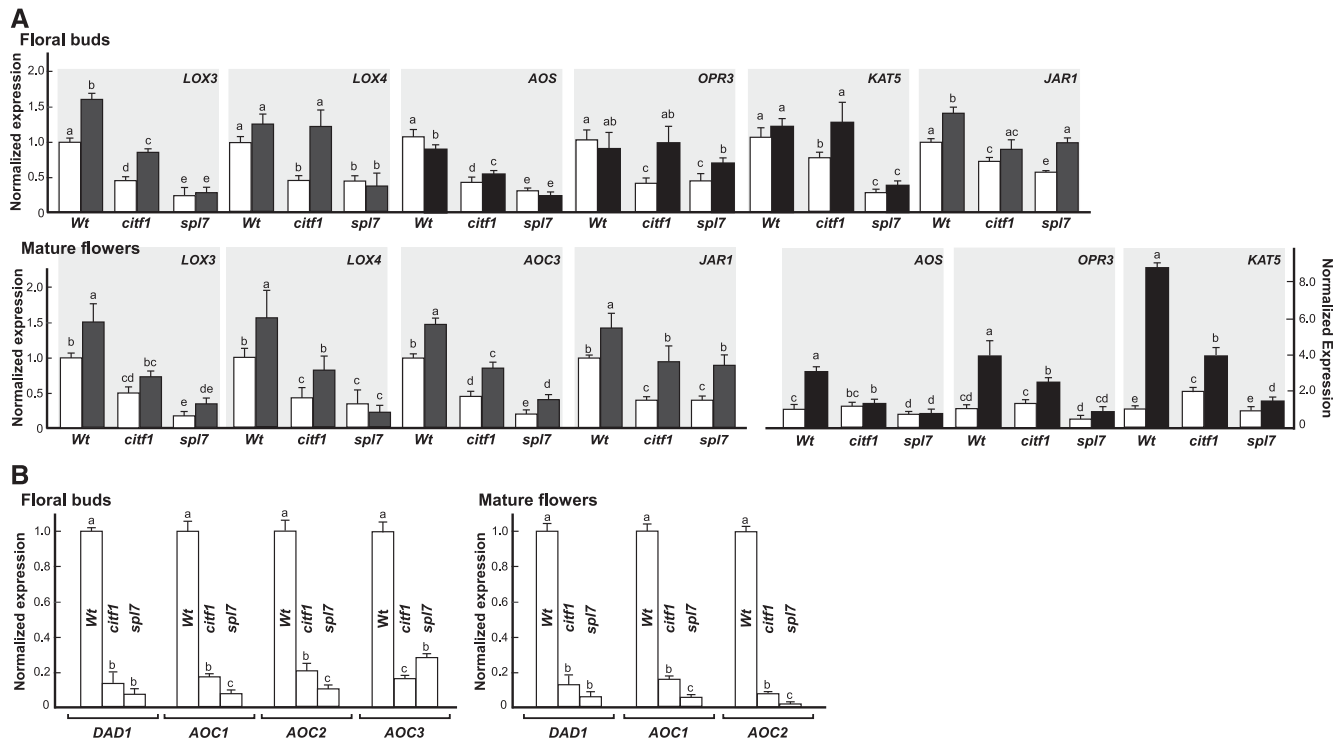 A
Floral buds
Normalized expression
2.0
1.5
1.0
0.5
0
LOX3 LOX4 AOS OPR3 KAT5 JAR1
a b d c e e
a a b a b b
a b d c e e
a ab c a c b
a a b a c c
a b c ac e a
Wt citf1 spl7 Wt citf1 spl7 Wt citf1 spl7 Wt citf1 spl7 Wt citf1 spl7 Wt citf1 spl7
Mature flowers
Normalized expression
2.0
1.5
1.0
0.5
0
LOX3 LOX4 AOC3 JAR1 AOS OPR3 KAT5
b a cd bc e de
b a c b c c
b a d c e d
b a c b c b
c a bc b d d
cd a c b d cd
e a c b e d
Wt citf1 spl7 Wt citf1 spl7 Wt citf1 spl7 Wt citf1 spl7 Wt citf1 spl7 Wt citf1 spl7 Wt citf1 spl7
8.0
6.0
4.0
2.0
0
Normalized Expression
B
Floral buds
Normalized expression
1.0
0.8
0.6
0.4
0.2
0
a b b
a b c
a b c
a c b
Wt citf1 spl7 Wt citf1 spl7 Wt citf1 spl7 Wt citf1 spl7
DAD1 AOC1 AOC2 AOC3
Mature flowers
Normalized expression
1.0
0.8
0.6
0.4
0.2
0
a b b
a b c
a b c
Wt citf1 spl7 Wt citf1 spl7 Wt citf1 spl7
DAD1 AOC1 AOC2